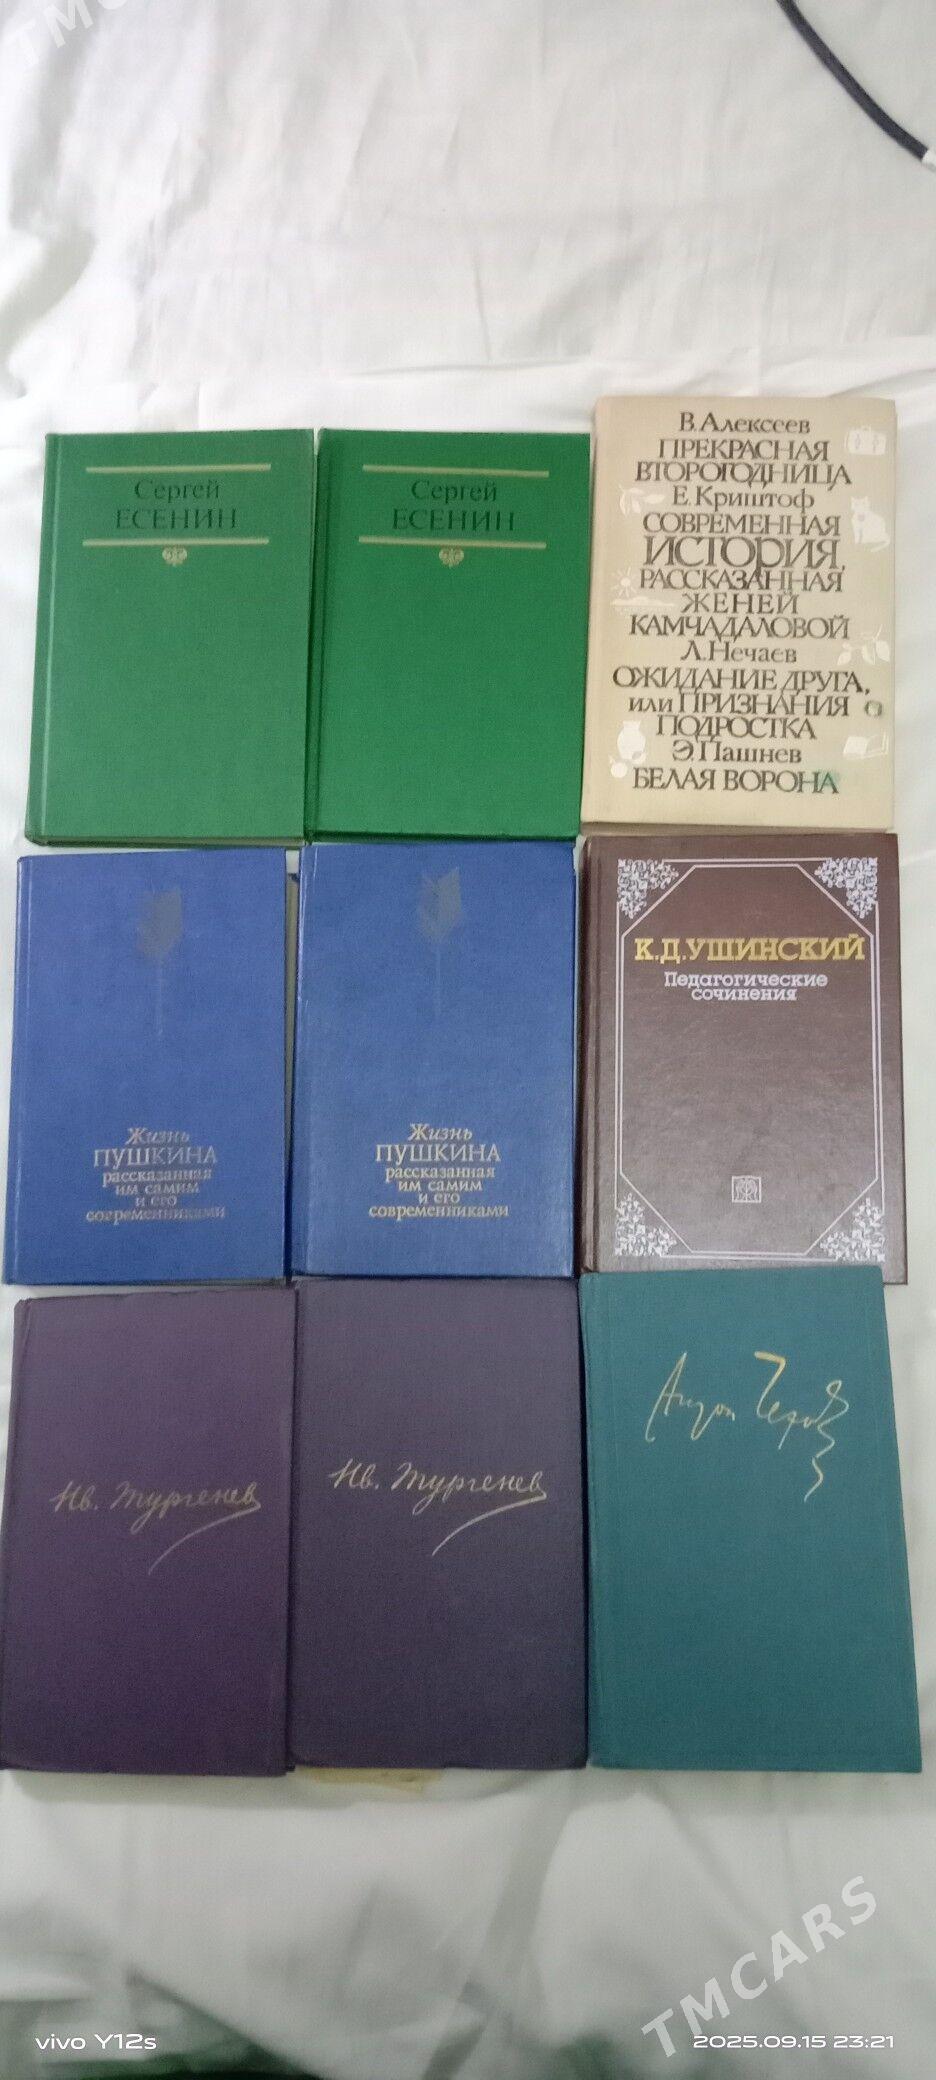 TMCARS
Сергей
ЕСЕНИН
Сергей
ЕСЕНИН
В. Алексеев
ПРЕКРАСНАЯ
ВТОРОГОДНИЦА
Е. Криштоф
СОВРЕМЕННАЯ
ИСТОРИЯ,
РАССКАЗАННАЯ
ЖЕНЕЙ
КАМЧАДАЛОВОЙ
Л. Нечаев
ОЖИДАНИЕ ДРУГА,
или ПРИЗНАНИЯ
ПОДРОСТКА
Э. Пашнев
БЕЛАЯ ВОРОНА
Жизнь
ПУШКИНА
рассказанная
им самим
и его
современниками
Жизнь
ПУШКИНА
рассказанная
им самим
и его
современниками
К.Д.УШИНСКИЙ
Педагогические
сочинения
Ив. Тургенев
Ив. Тургенев
Антон Чехов
TMCARS
vivo Y12s
2025.09.15 23:21